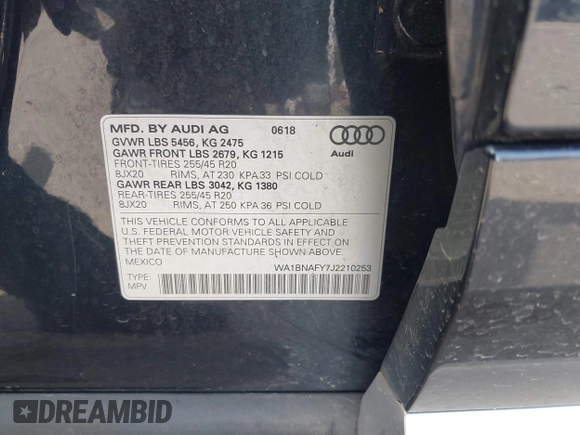 MFD. BY AUDI AG 0618
GVWR LBS 5456, KG 2475
GAWR FRONT LBS 2679, KG 1215
FRONT-TIRES 255/45 R20
8JX20 RIMS, AT 230 KPA.33 PSI COLD
GAWR REAR LBS 3042, KG 1380
REAR-TIRES 255/45 R20
8JX20 RIMS, AT 250 KPA 36 PSI COLD
Audi
THIS VEHICLE CONFORMS TO ALL APPLICABLE
U.S. FEDERAL MOTOR VEHICLE SAFETY AND
THEFT PREVENTION STANDARDS IN EFFECT ON
THE DATE OF MANUFACTURE SHOWN ABOVE.
MEXICO
WA1BNAFY7J2210253
TYPE:
MPV
DREAMBID